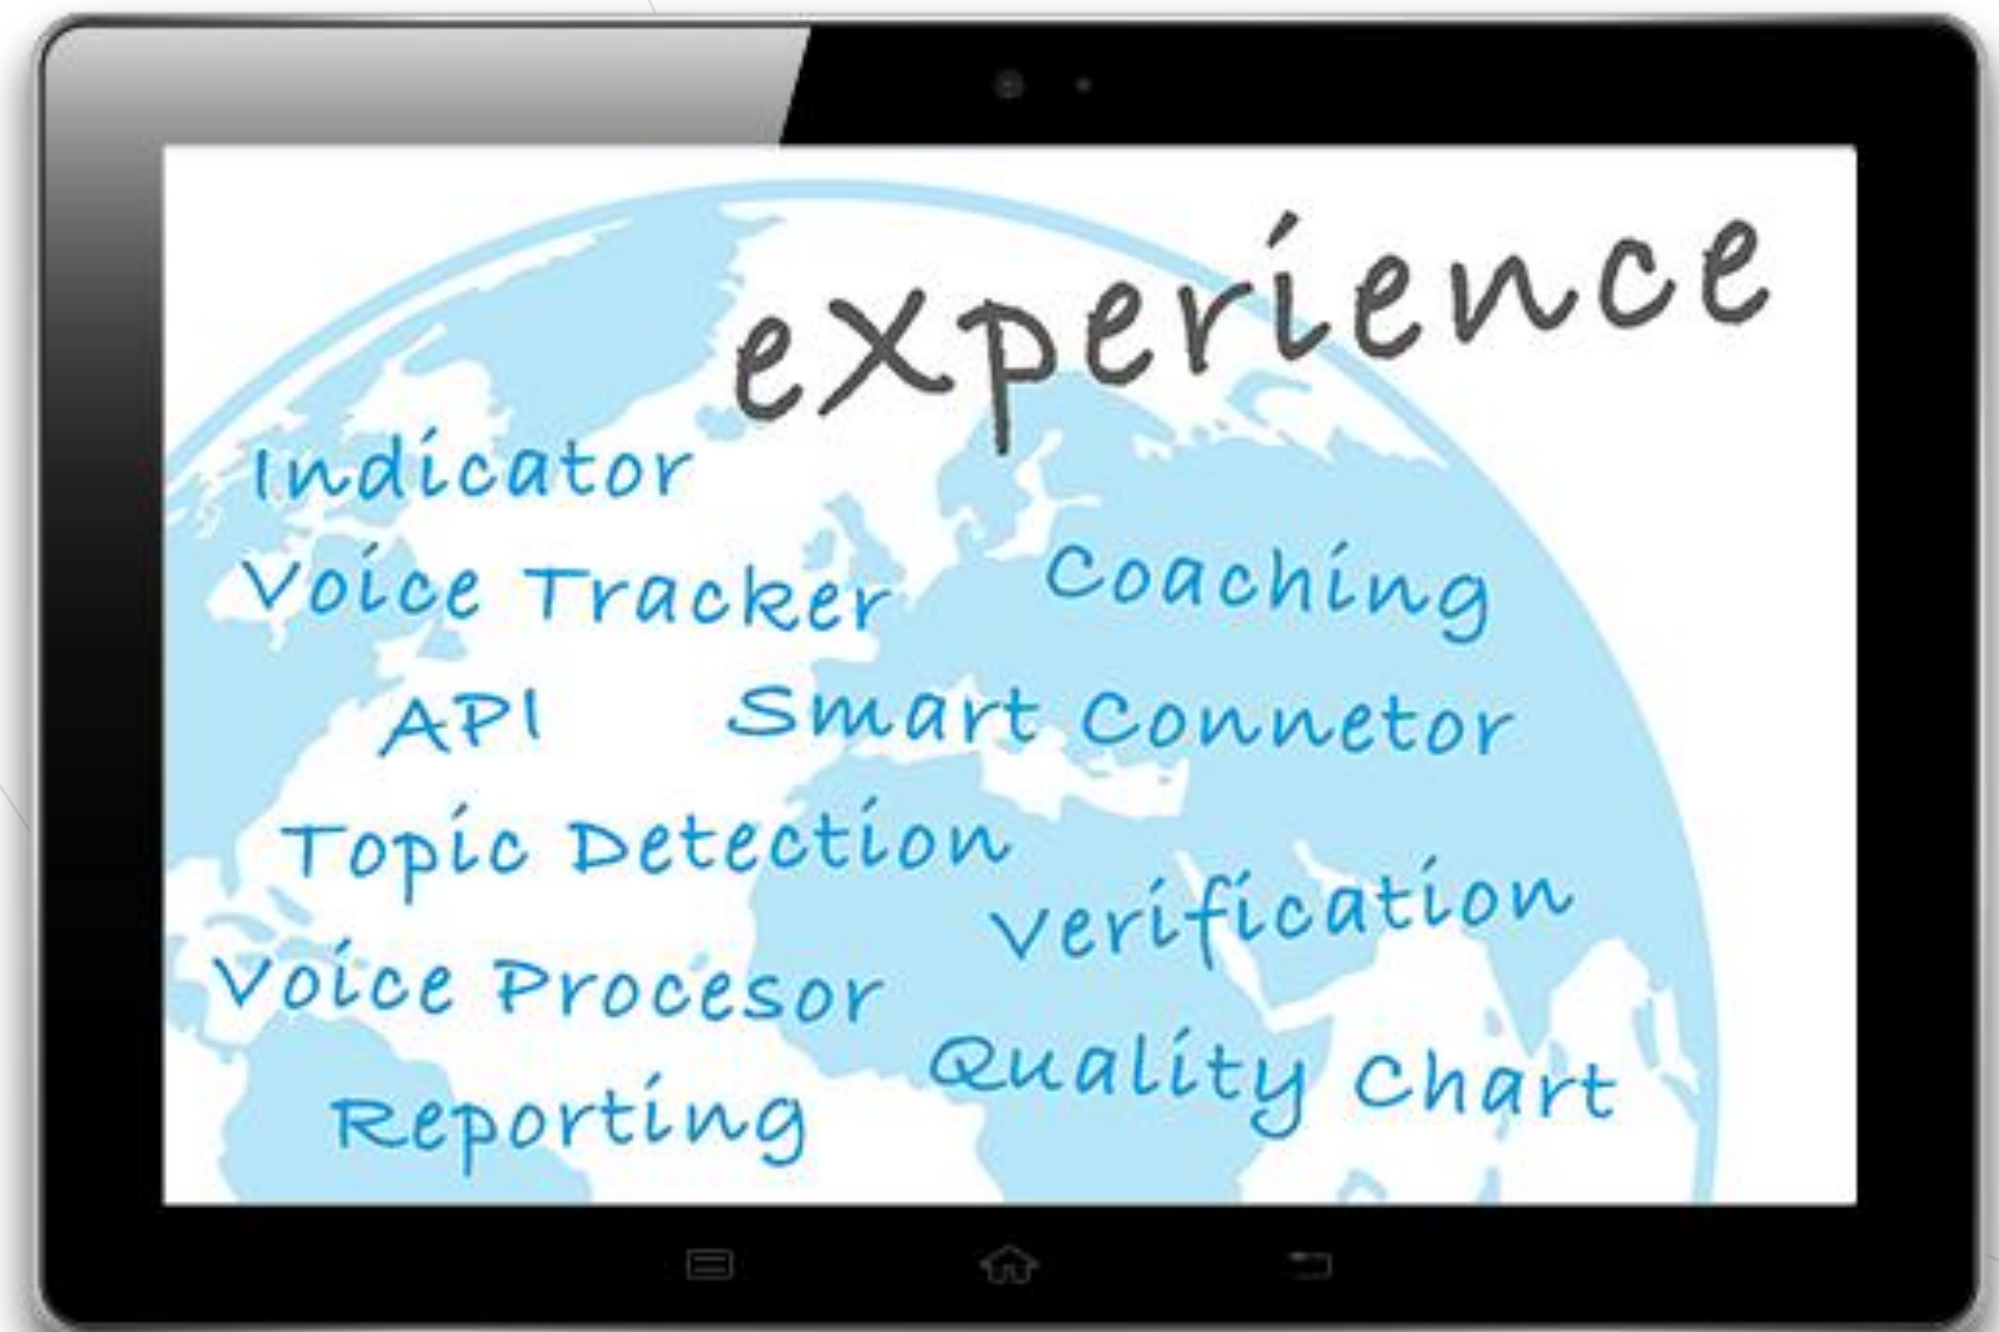 eXperience
Indicator
Voice Tracker
Coaching
API
Smart Connetor
Topic Detection
Verification
Voice Procesor
Quality Chart
Reporting